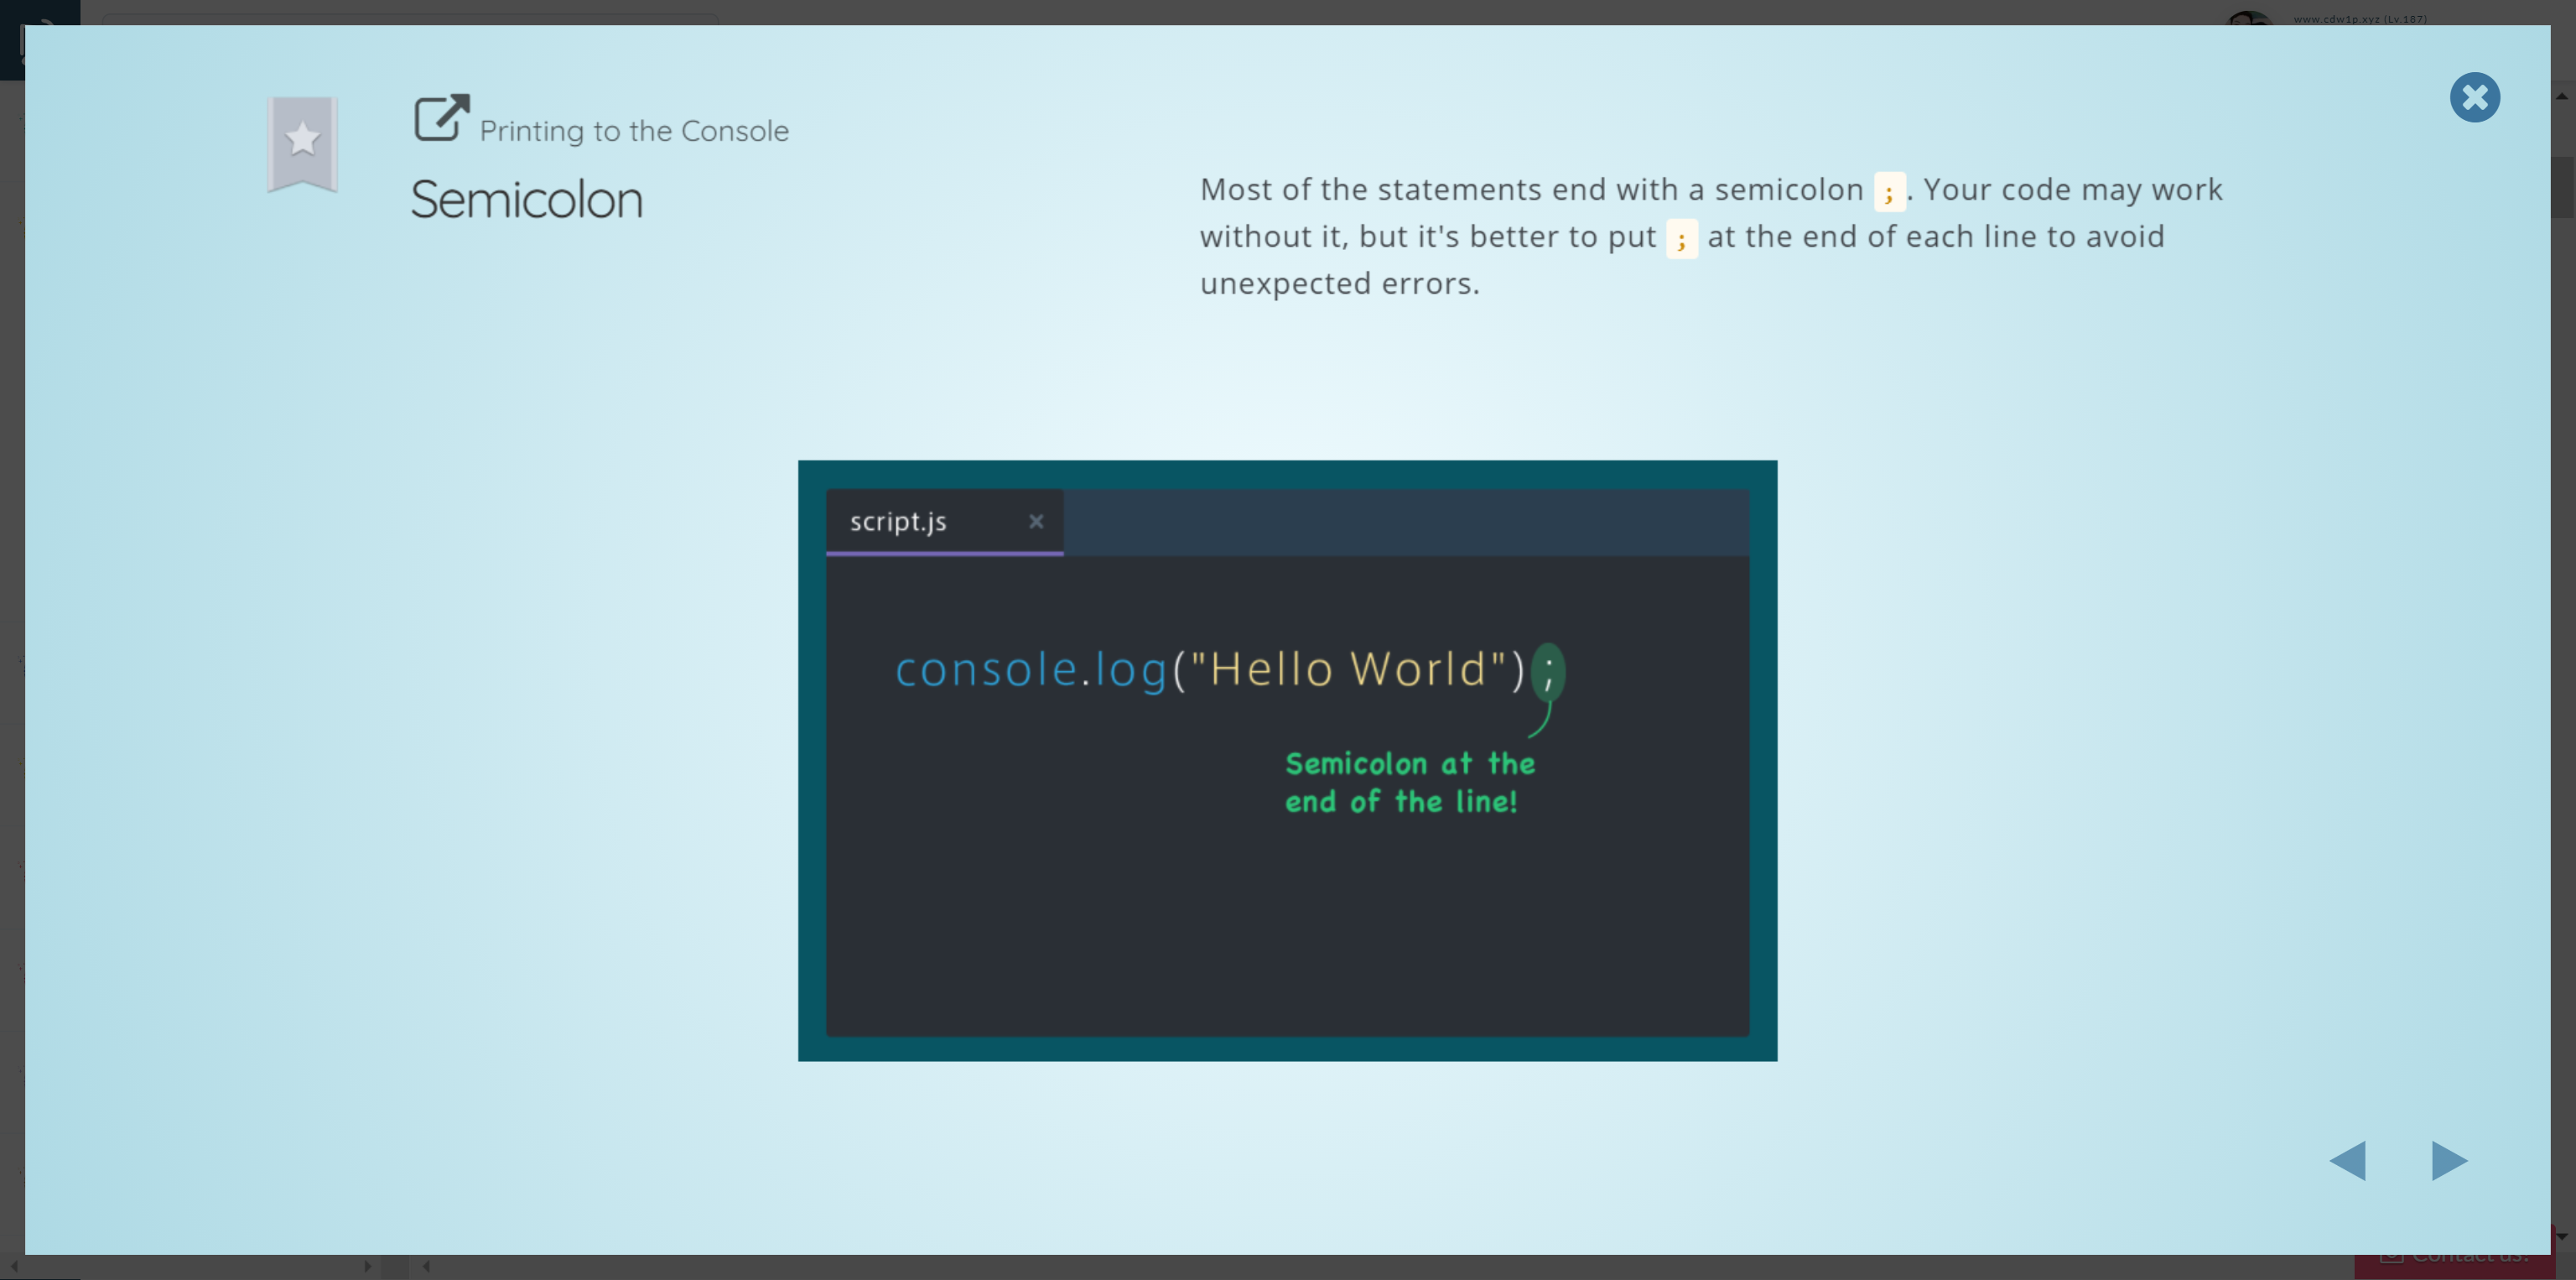 www.cdw1p.xyz (Lv.187)
Printing to the Console
Semicolon
Most of the statements end with a semicolon ;. Your code may work
without it, but it's better to put ; at the end of each line to avoid
unexpected errors.
script.js
console.log("Hello World");
Semicolon at the
end of the line!
Contact us!